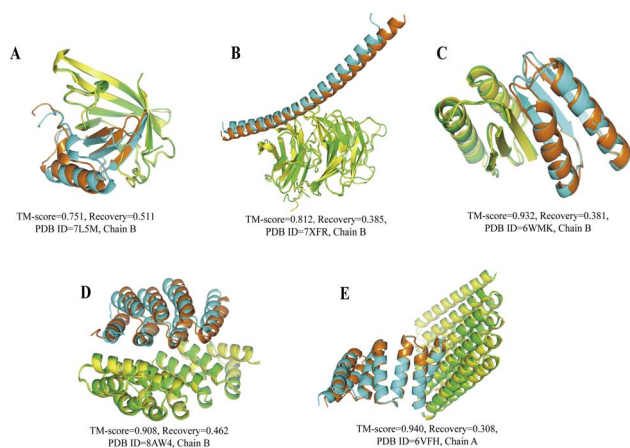 A
B
C
TM-score=0.751, Recovery=0.511
PDB ID=7L5M, Chain B
TM-score=0.812, Recovery=0.385,
PDB ID=7XFR, Chain B
TM-score=0.932, Recovery=0.381,
PDB ID=6WMK, Chain B
D
E
TM-score=0.908, Recovery=0.462
PDB ID=8AW4, Chain B
TM-score=0.940, Recovery=0.308,
PDB ID=6VFH, Chain A